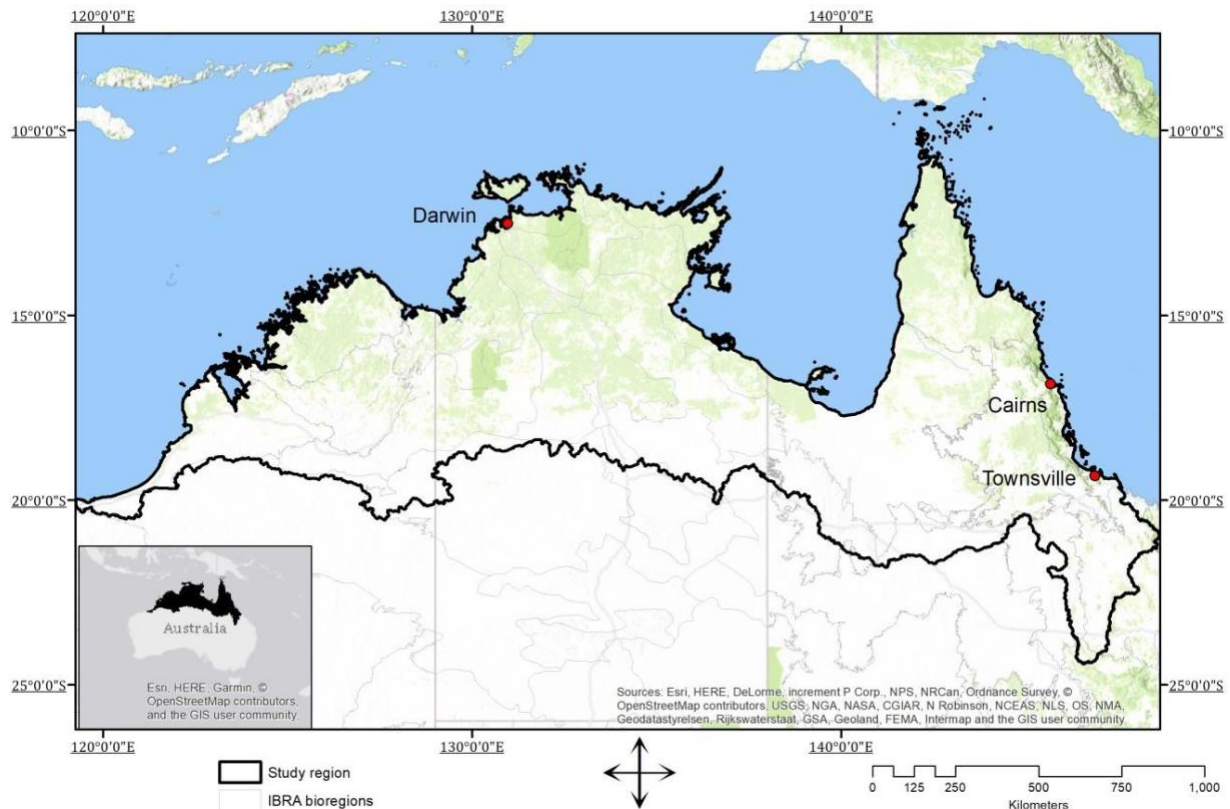 120°0'0"E
130°0'0"E
140°0'0"E
10°0'0"S
10°0'0"S
Darwin
15°0'0"S
15°0'0"S
Cairns
Townsville
20°0'0"S
20°0'0"S
Australia
Esri, HERE, Garmin, ©
OpenStreetMap contributors,
and the GIS user community
25°0'0"S
25°0'0"S
Sources: Esri, HERE, DeLorme, increment P Corp., NPS, NRCan, Ordnance Survey, ©
OpenStreetMap contributors, USGS, NGA, NASA, CGIAR, N Robinson, NCEAS, NLS, OS, NMA,
Geodatastyrelsen, Rijkswaterstaat, GSA, Geoland, FEMA, Intermap and the GIS user community
120°0'0"E
130°0'0"E
140°0'0"E
Study region
IBRA bioregions
0 125 250 500 750 1,000
Kilometers